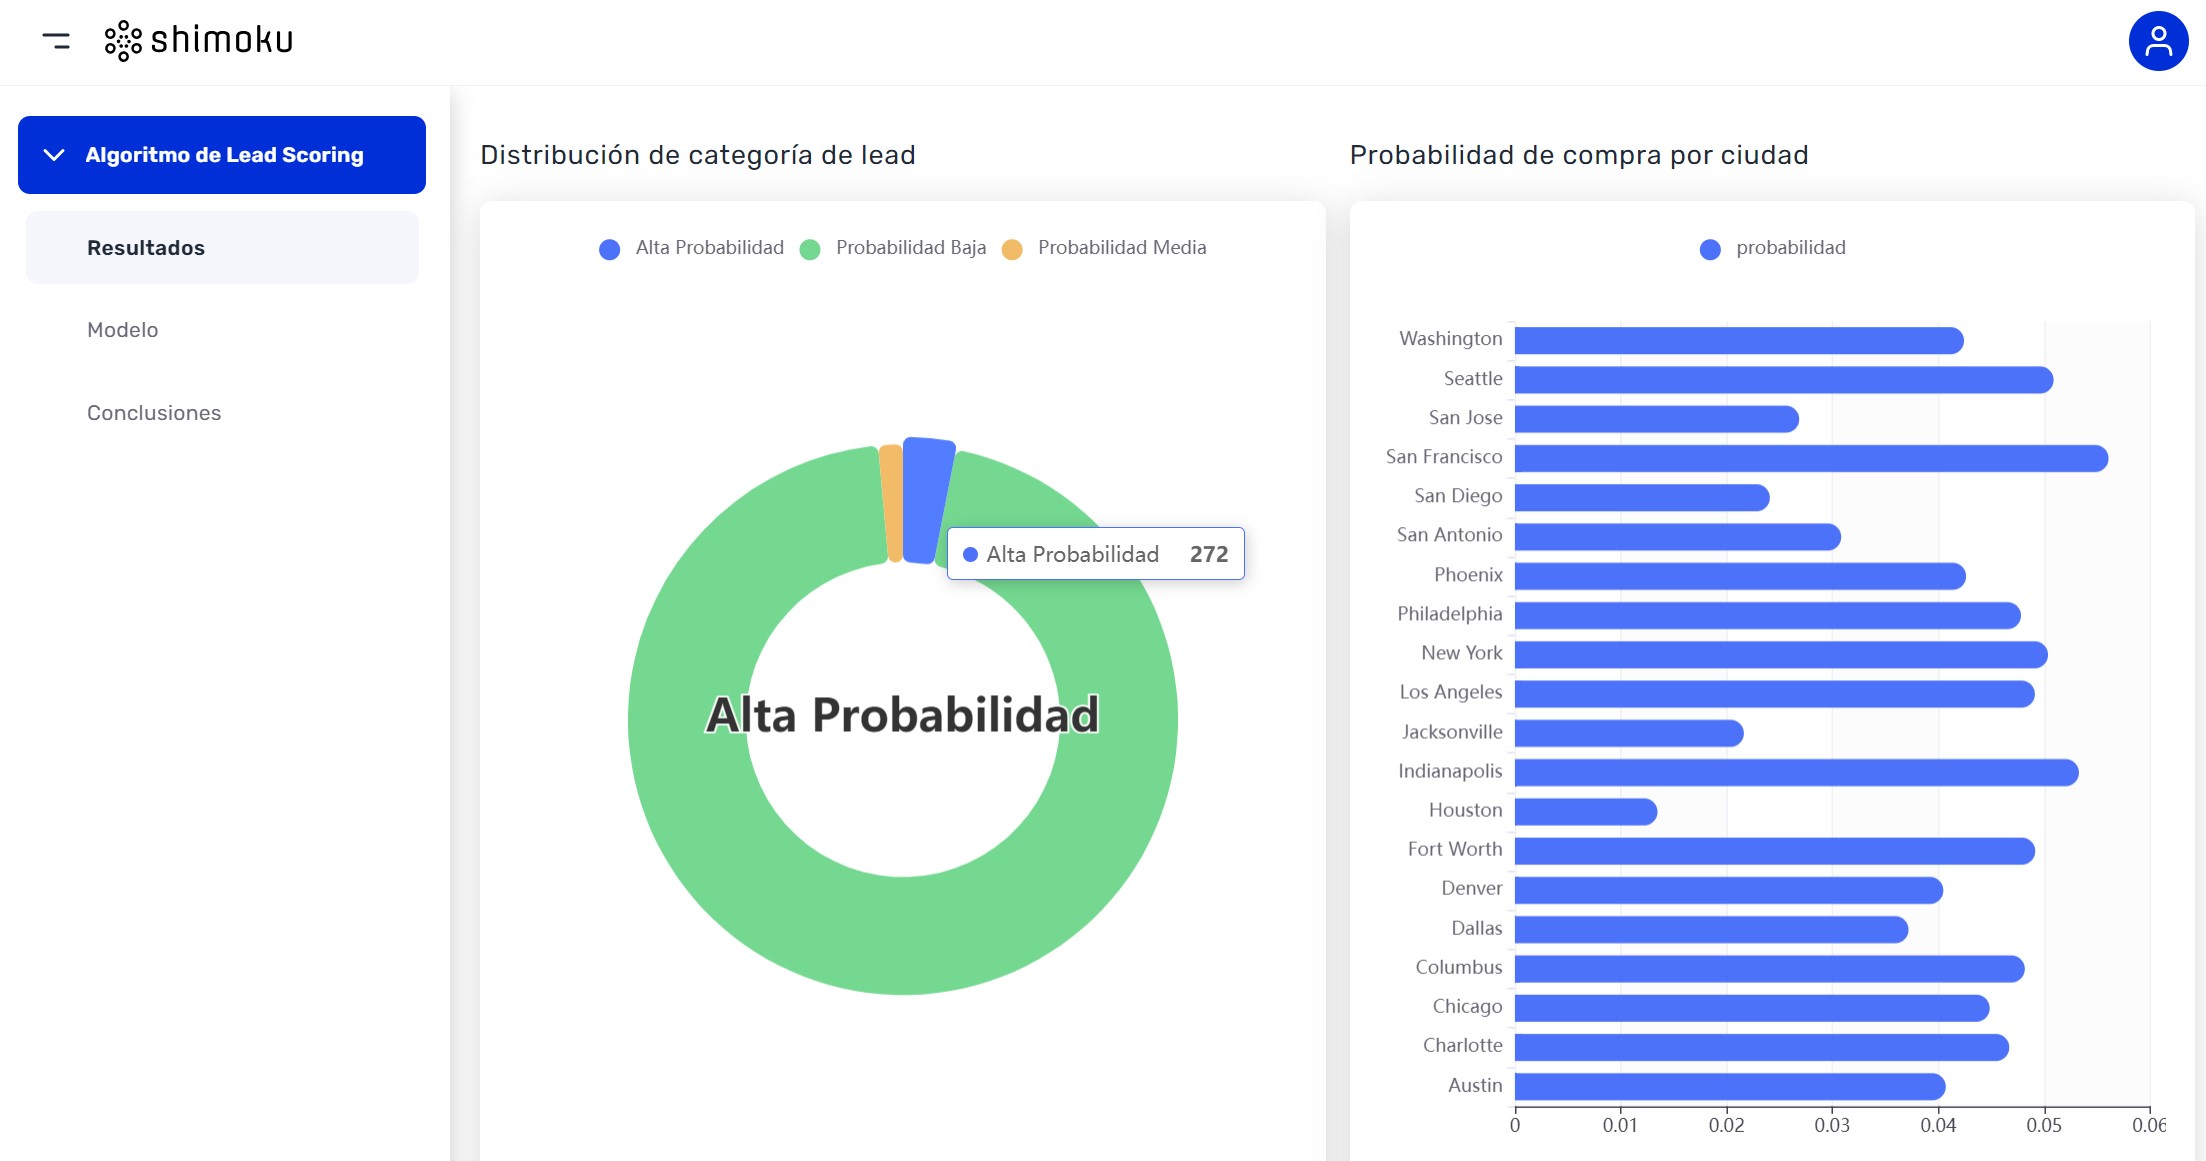 shimoku
Algoritmo de Lead Scoring
Resultados
Modelo
Conclusiones
Distribución de categoría de lead
Alta Probabilidad Probabilidad Baja Probabilidad Media
Alta Probabilidad 272
Alta Probabilidad
Probabilidad de compra por ciudad
probabilidad
Washington
Seattle
San Jose
San Francisco
San Diego
San Antonio
Phoenix
Philadelphia
New York
Los Angeles
Jacksonville
Indianapolis
Houston
Fort Worth
Denver
Dallas
Columbus
Chicago
Charlotte
Austin
0 0.01 0.02 0.03 0.04 0.05 0.06